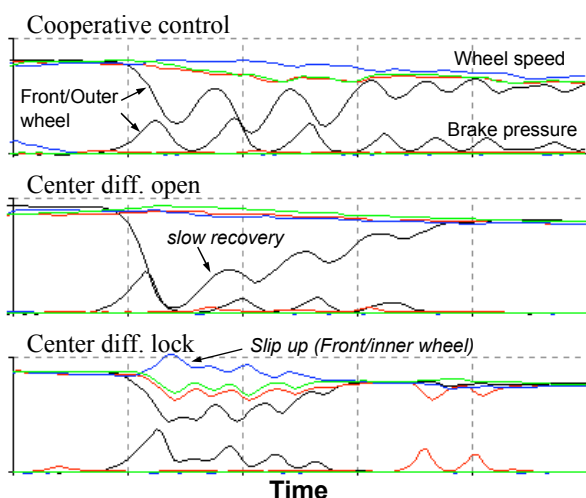 Cooperative control
Wheel speed
Front/Outer
wheel
Brake pressure
Center diff. open
slow recovery
Center diff. lock
Slip up (Front/inner wheel)
Time